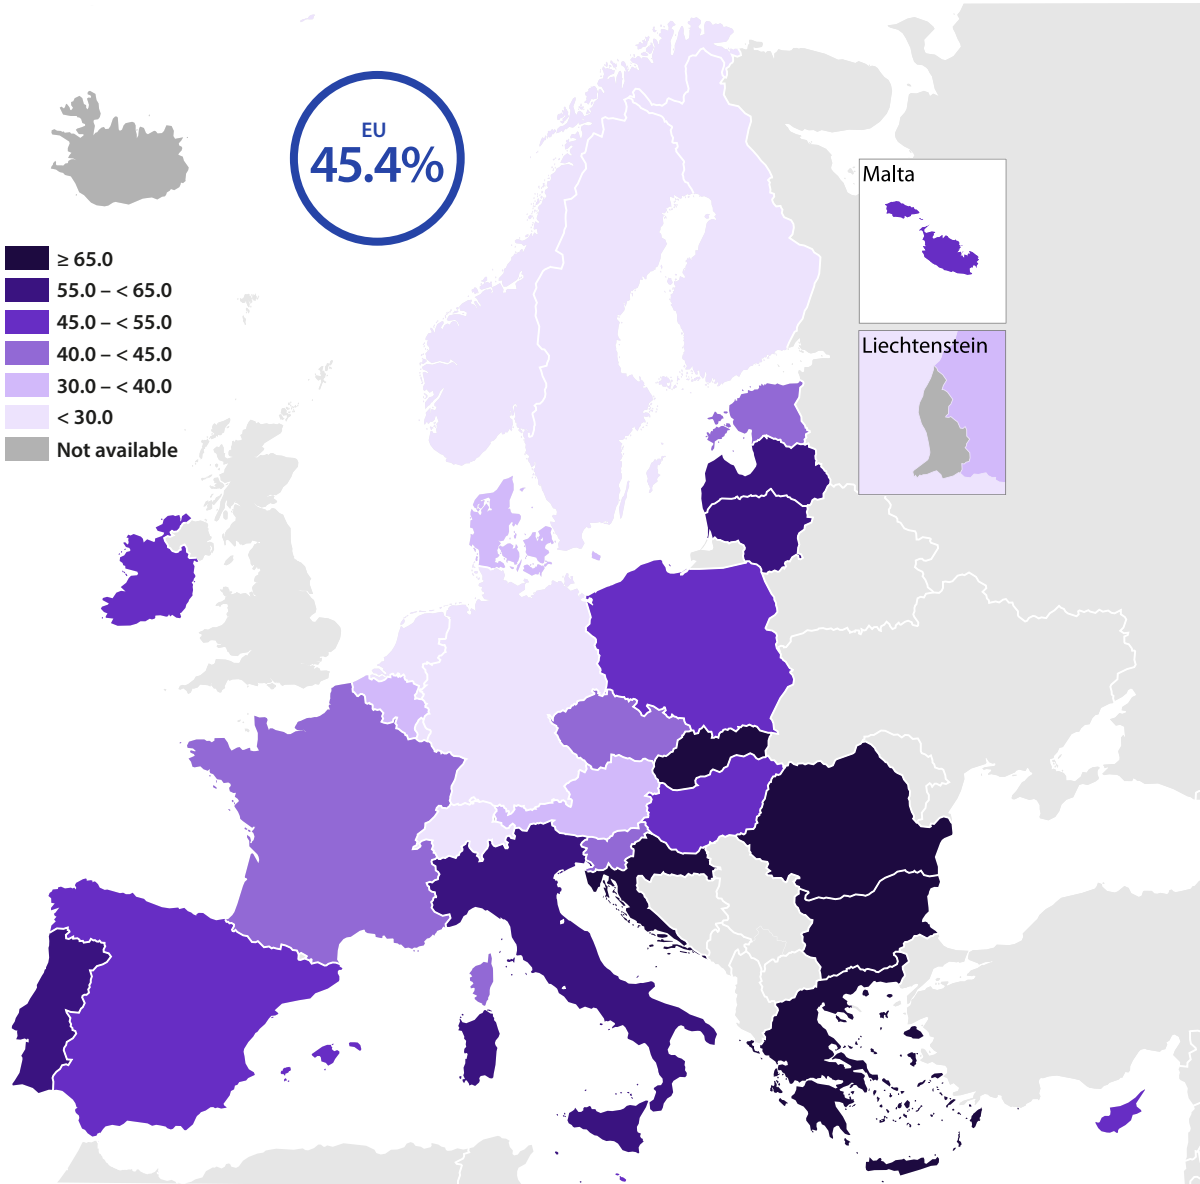 EU
45.4%
Malta
Liechtenstein
≥ 65.0
55.0 – < 65.0
45.0 – < 55.0
40.0 – < 45.0
30.0 – < 40.0
< 30.0
Not available